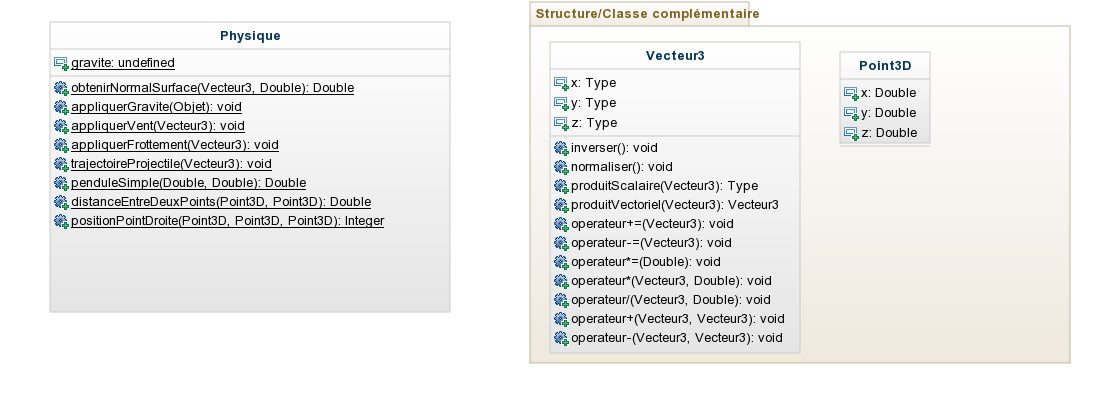 Physique
gravite: undefined
obtenirNormalSurface(Vecteur3, Double): Double
appliquerGravite(Objet): void
appliquerVent(Vecteur3): void
appliquerFrottement(Vecteur3): void
trajectoireProjectile(Vecteur3): void
penduleSimple(Double, Double): Double
distanceEntreDeuxPoints(Point3D, Point3D): Double
positionPointDroite(Point3D, Point3D, Point3D): Integer
Structure/Classe complémentaire
Vecteur3
x: Type
y: Type
z: Type
inverser(): void
normaliser(): void
produitScalaire(Vecteur3): Type
produitVectoriel(Vecteur3): Vecteur3
operateur+=(Vecteur3): void
operateur-=(Vecteur3): void
operateur*=(Double): void
operateur*(Vecteur3, Double): void
operateur/(Vecteur3, Double): void
operateur+(Vecteur3, Vecteur3): void
operateur-(Vecteur3, Vecteur3): void
Point3D
x: Double
y: Double
z: Double